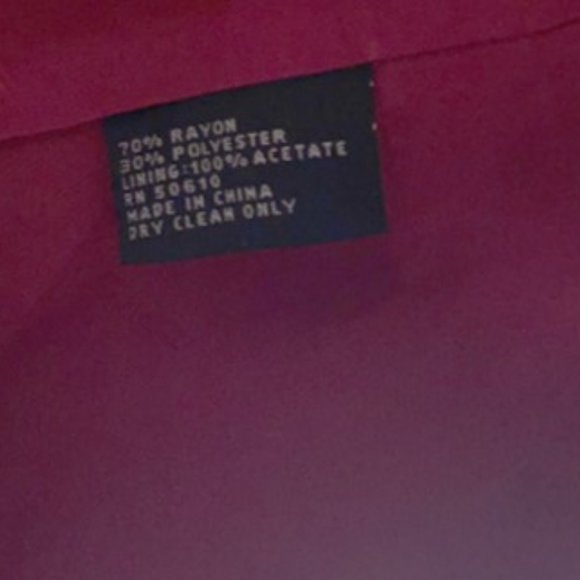 70% RAYON
30% POLYESTER
LINING:100% ACETATE
RN 50610
MADE IN CHINA
DRY CLEAN ONLY